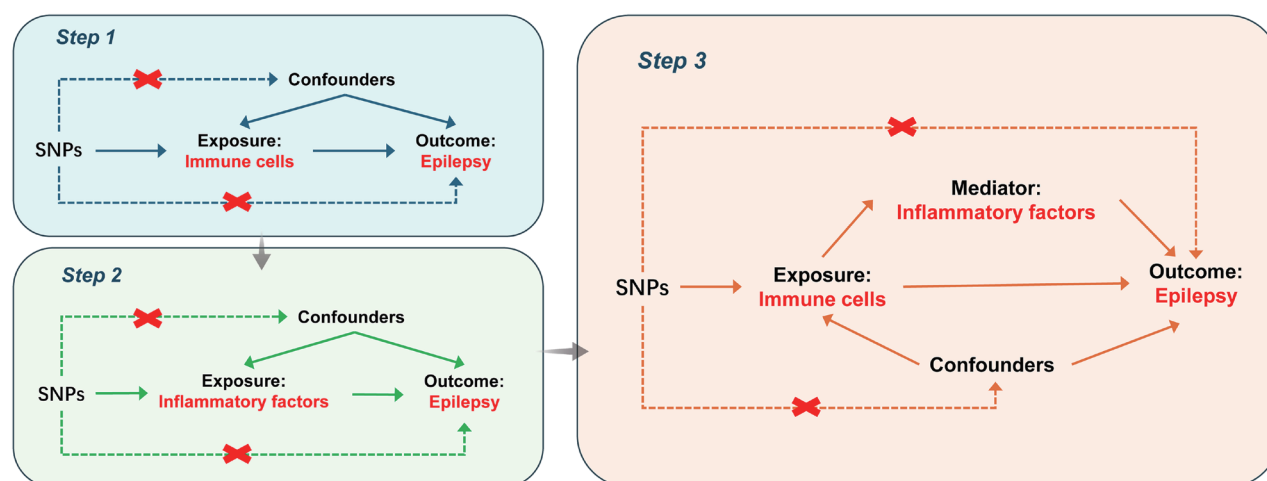 Step 1
Confounders
SNPs
Exposure:
Immune cells
Outcome:
Epilepsy
Step 2
Confounders
SNPs
Exposure:
Inflammatory factors
Outcome:
Epilepsy
Step 3
Mediator:
Inflammatory factors
SNPs
Exposure:
Immune cells
Outcome:
Epilepsy
Confounders